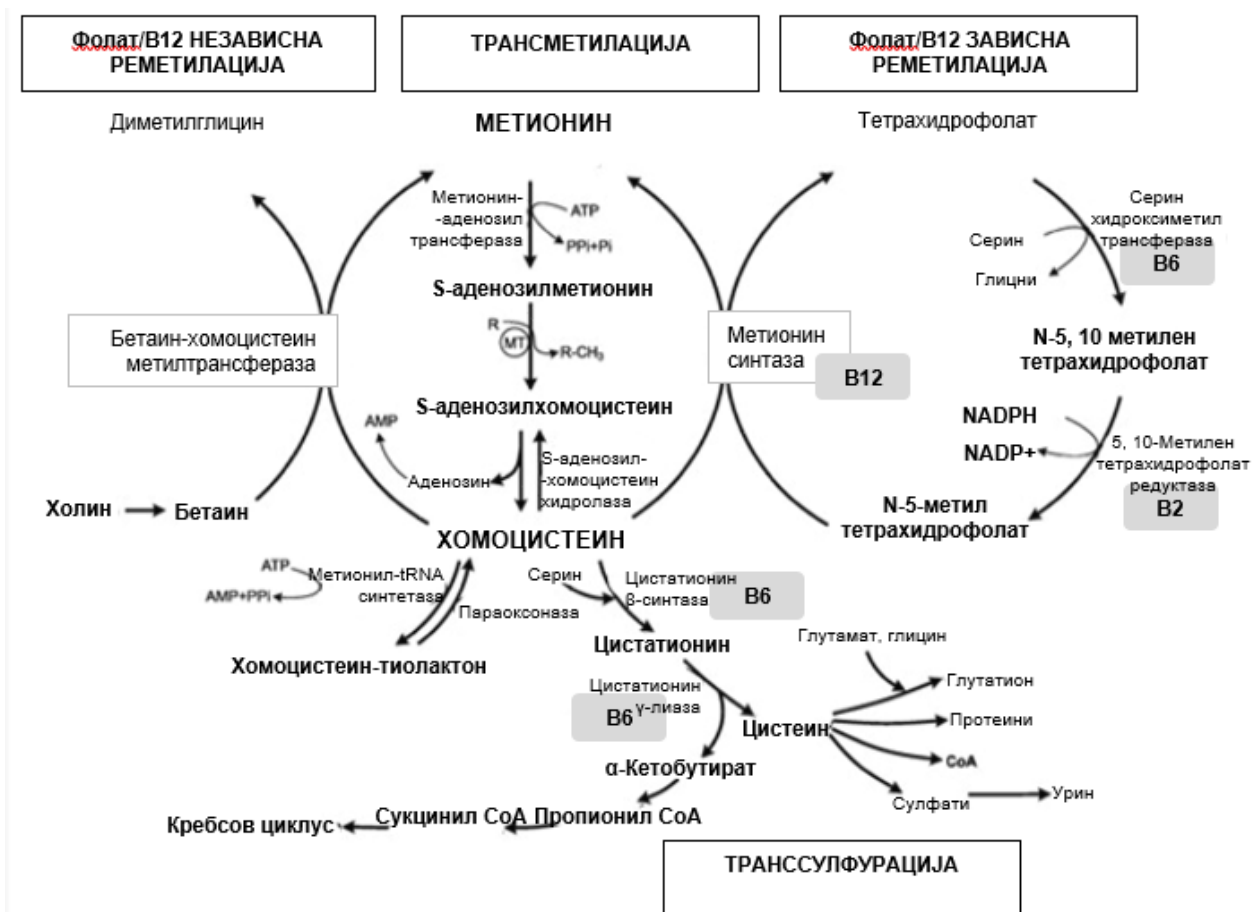 Фолат/B12 НЕЗАВИСНА
РЕМЕТИЛАЦИЈА
ТРАНСМЕТИЛАЦИЈА
Фолат/B12 ЗАВИСНА
РЕМЕТИЛАЦИЈА
Диметилглицин
МЕТИОНИН
Тетрахидрофолат
Метионин-
-аденозил
трансфераза
ATP
PPi+Pi
Серин
хидроксиметил
трансфераза
B6
Серин
Глицни
S-аденозилметионин
R
MT
R-CH₃
Бетаин-хомоцистеин
метилтрансфераза
Метионин
синтаза
B12
N-5, 10 метилен
тетрахидрофолат
S-аденозилхомоцистеин
AMP
Аденозин
S-аденозил-
-хомоцистеин
хидролаза
NADPH
NADP+
5, 10-Метилен
тетрахидрофолат
редуктаза
B2
Холин
Бетаин
N-5-метил
тетрахидрофолат
ХОМОЦИСТЕИН
ATP
AMP+PPi
Метионил-tRNA
синтетаза
Параоксоназа
Серин
Цистатионин
β-синтаза
B6
Хомоцистеин-тиолактон
Цистатионин
Глутамат, глицин
Цистатионин
γ-лиаза
B6
Цистеин
Глутатион
Протеини
CoA
Сулфати
Урин
α-Кетобутират
Кребсов циклус
Сукцинил CoA
Пропионил CoA
ТРАНССУЛФУРАЦИЈА